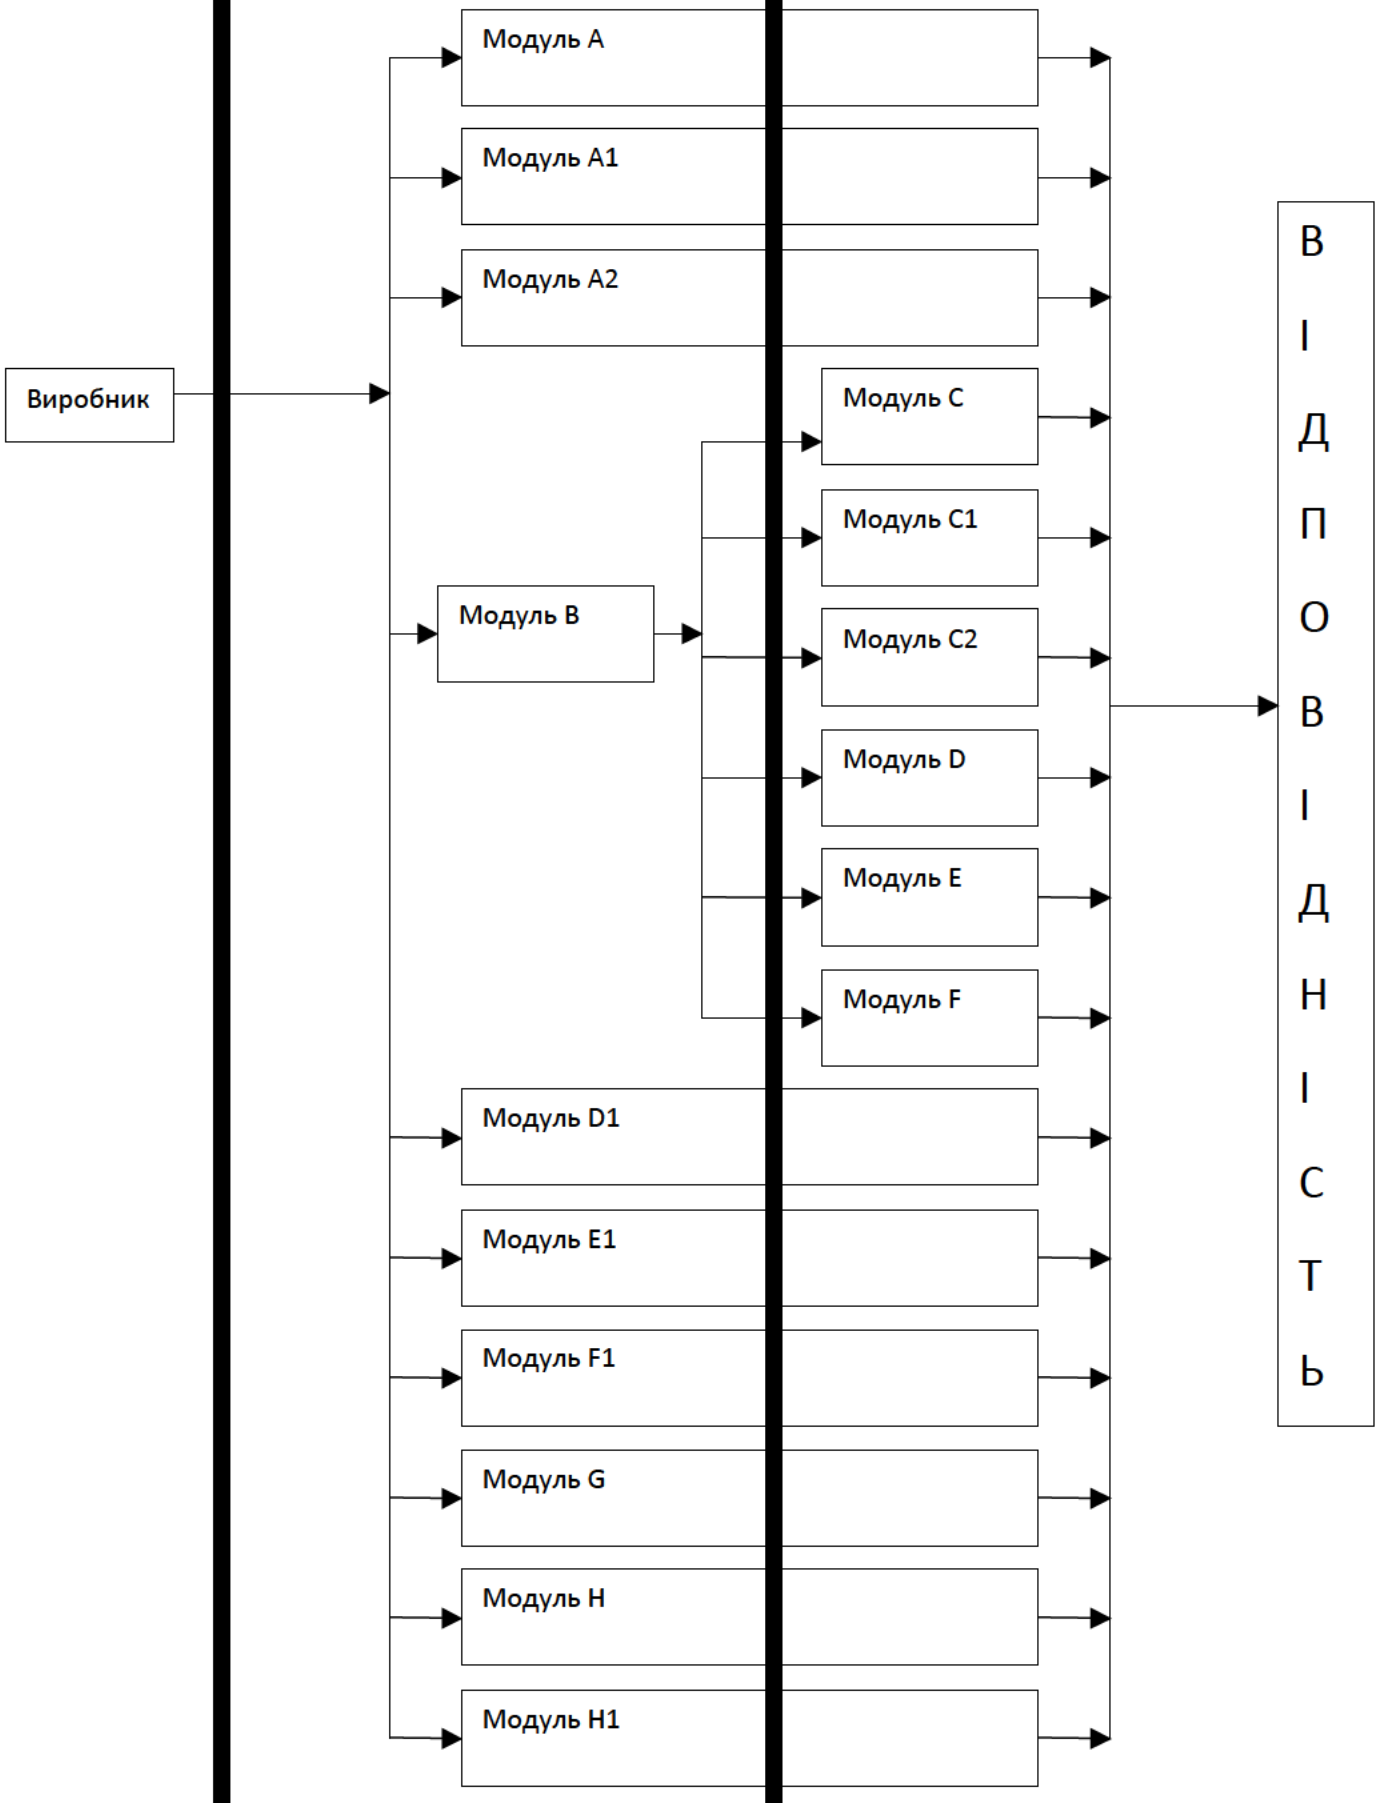 Модуль A
Модуль A1
Модуль A2
Виробник
Модуль C
Модуль C1
Модуль B
Модуль C2
Модуль D
Модуль E
Модуль F
Модуль D1
Модуль E1
Модуль F1
Модуль G
Модуль H
Модуль H1
В
І
Д
П
О
В
І
Д
Н
І
С
Т
Ь